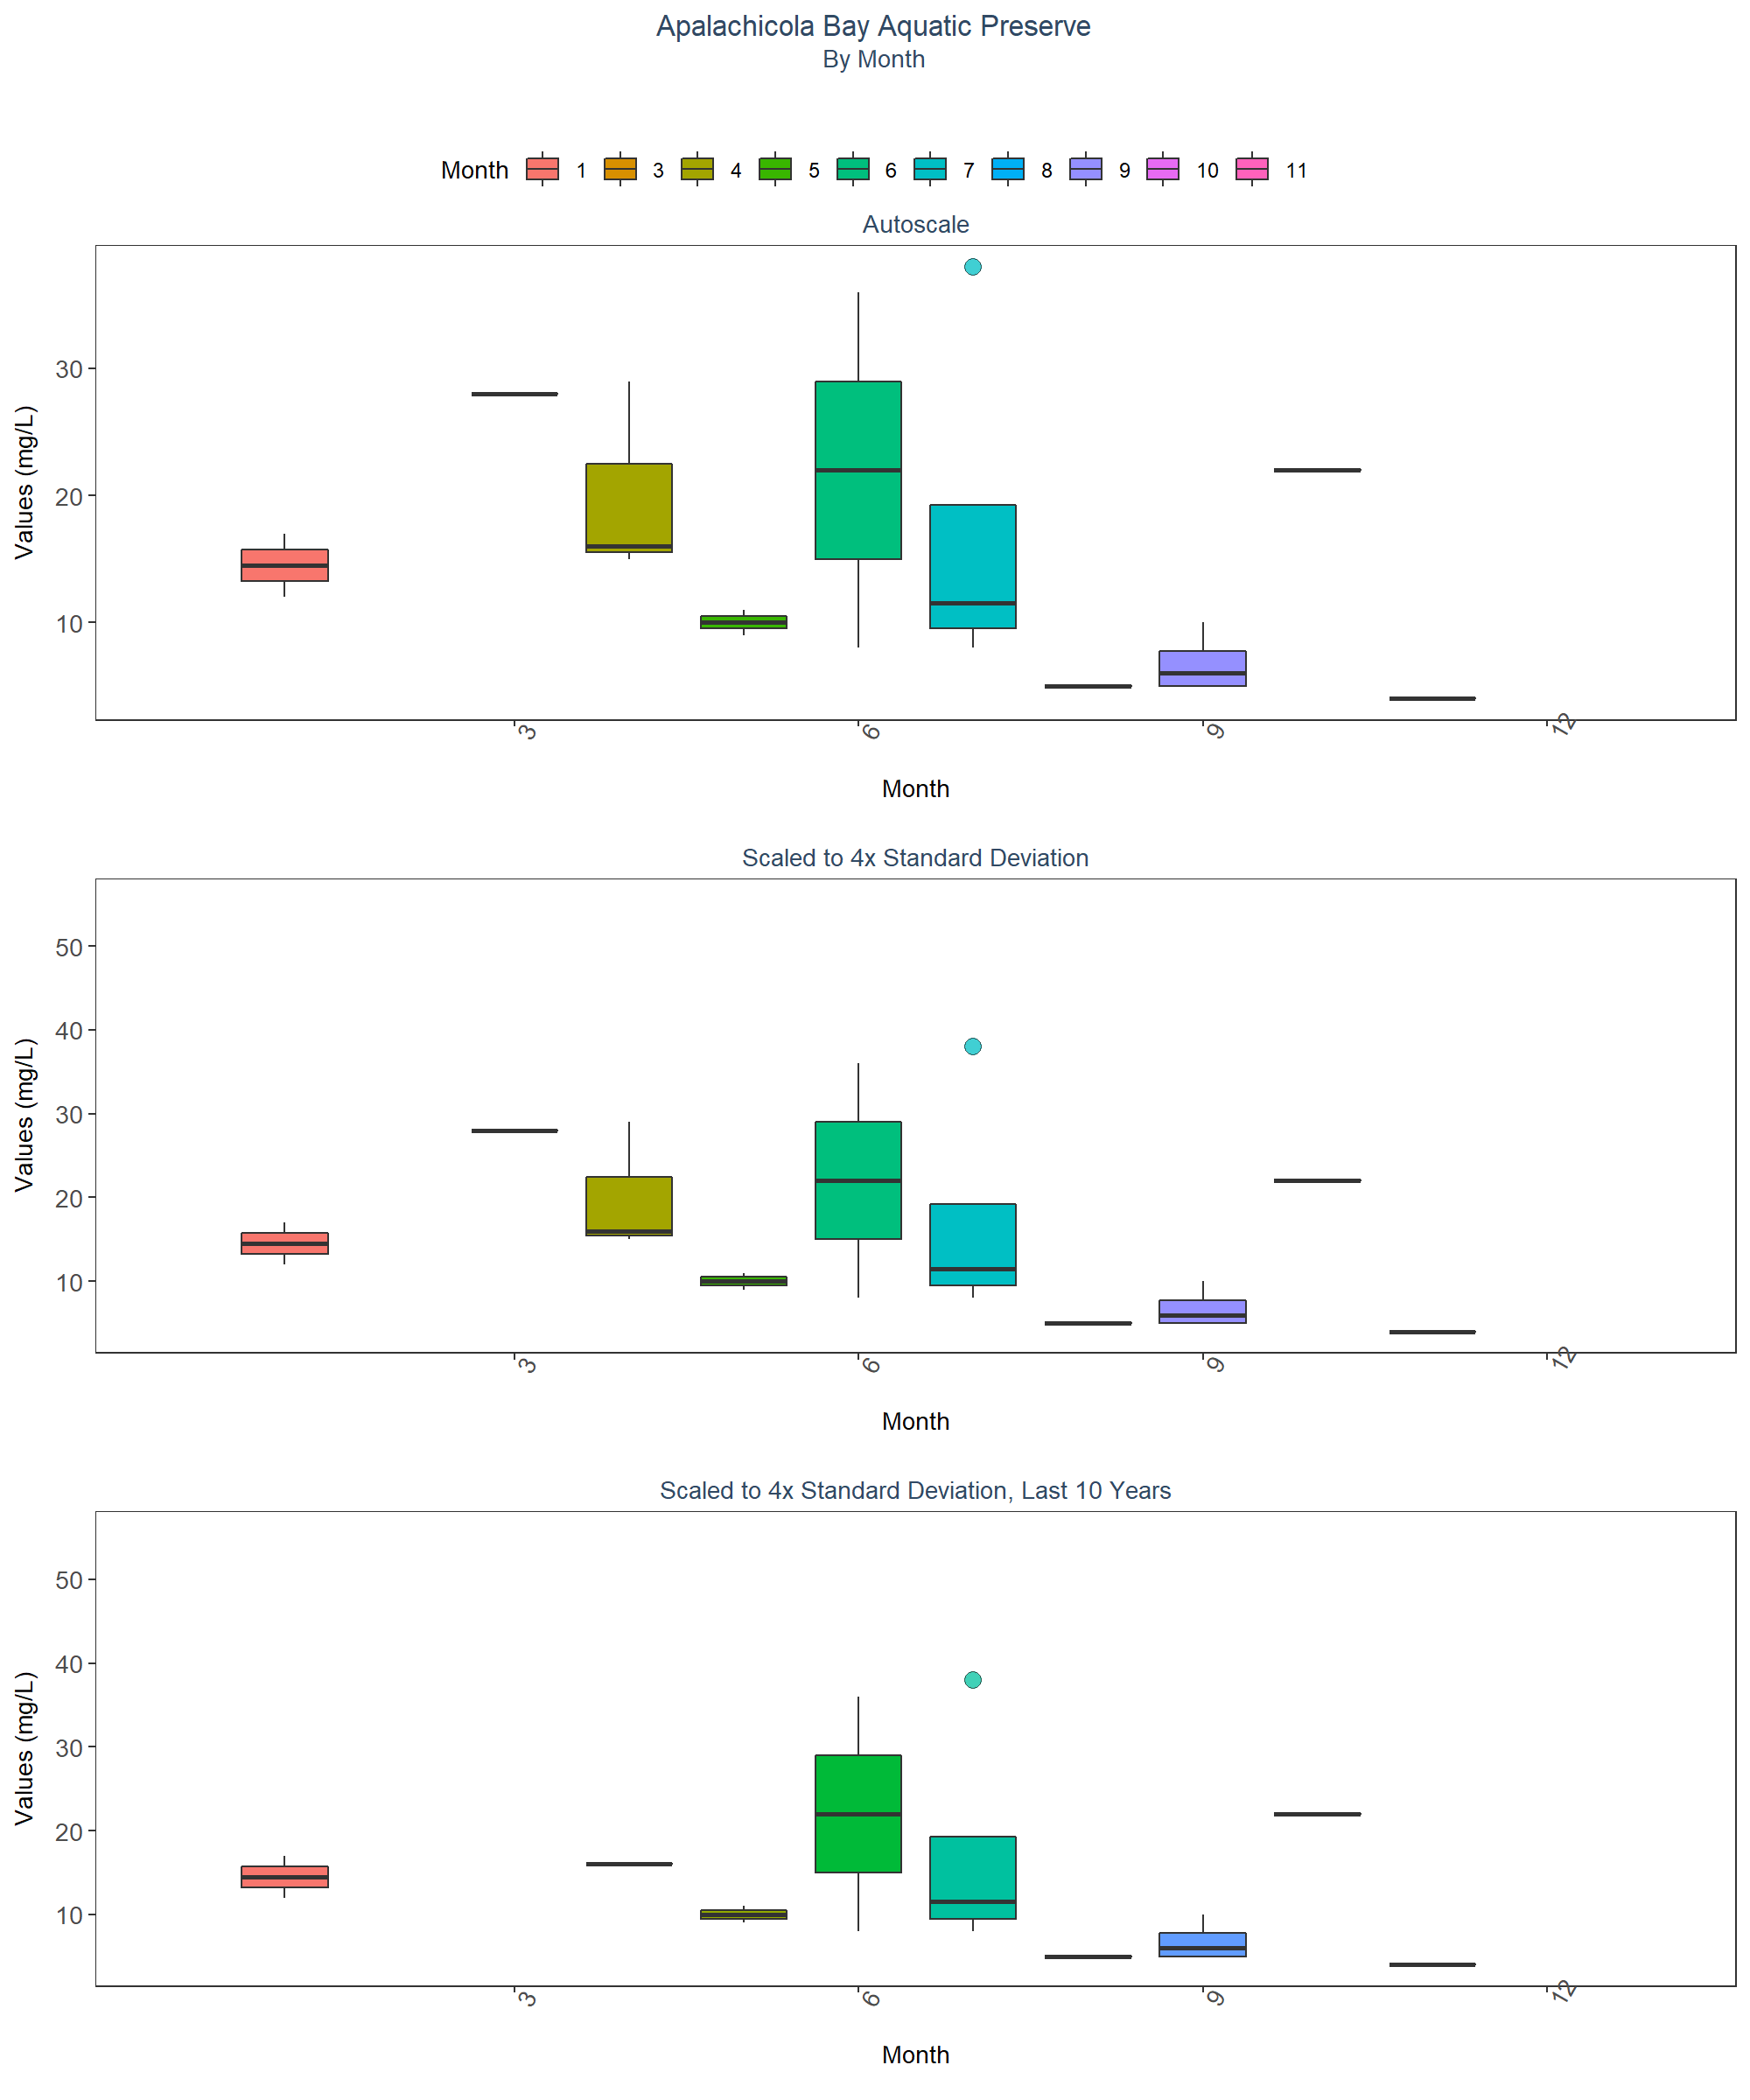 Apalachicola Bay Aquatic Preserve
By Month
Month 1 3 4 5 6 7 8 9 10 11
Autoscale
Values (mg/L)
30
20
10
3 6 9 12
Month
Scaled to 4x Standard Deviation
Values (mg/L)
50
40
30
20
10
3 6 9 12
Month
Scaled to 4x Standard Deviation, Last 10 Years
Values (mg/L)
50
40
30
20
10
3 6 9 12
Month